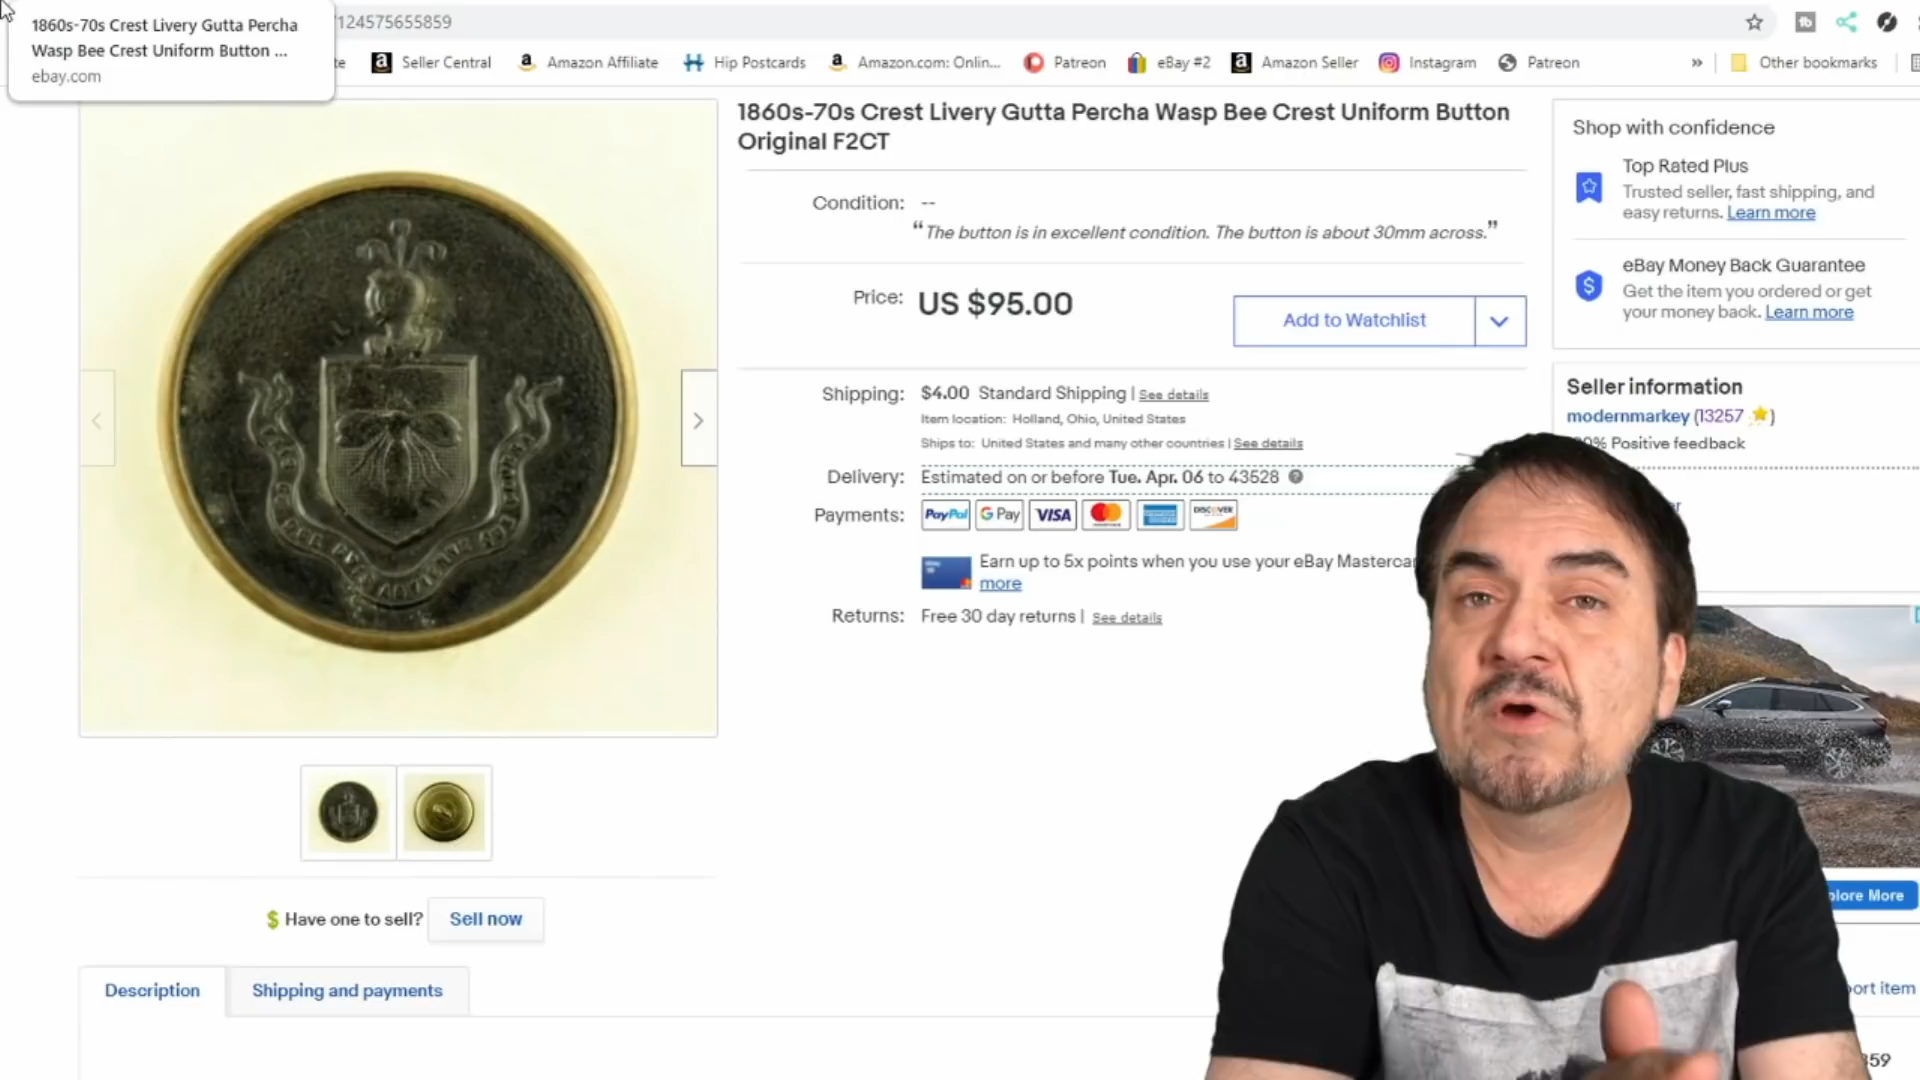 1860s-70s Crest Livery Gutta Percha
Wasp Bee Crest Uniform Button ...
ebay.com
/124575655859
te
Seller Central
Amazon Affiliate
Hip Postcards
Amazon.com: Onlin...
Patreon
eBay #2
Amazon Seller
Instagram
Patreon
»
Other bookmarks
1860s-70s Crest Livery Gutta Percha Wasp Bee Crest Uniform Button
Original F2CT
Condition: --
“The button is in excellent condition. The button is about 30mm across.”
Price: US $95.00
Add to Watchlist
Shipping: $4.00 Standard Shipping | See details
Item location: Holland, Ohio, United States
Ships to: United States and many other countries | See details
Delivery: Estimated on or before Tue. Apr. 06 to 43528
Payments: PayPal G Pay VISA DISCOVER
Earn up to 5x points when you use your eBay Masterca
more
Returns: Free 30 day returns | See details
Shop with confidence
Top Rated Plus
Trusted seller, fast shipping, and
easy returns. Learn more
eBay Money Back Guarantee
Get the item you ordered or get
your money back. Learn more
Seller information
modernmarkey (13257)
% Positive feedback
plore More
port item
359
$ Have one to sell? Sell now
Description
Shipping and payments